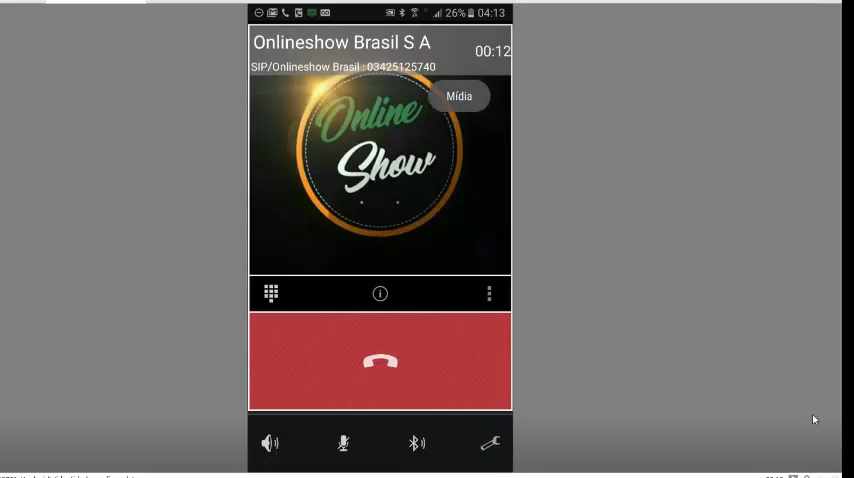 26% 04:13
Onlineshow Brasil S A
00:12
SIP/Onlineshow Brasil : 03425125740
Mídia
Online
Show